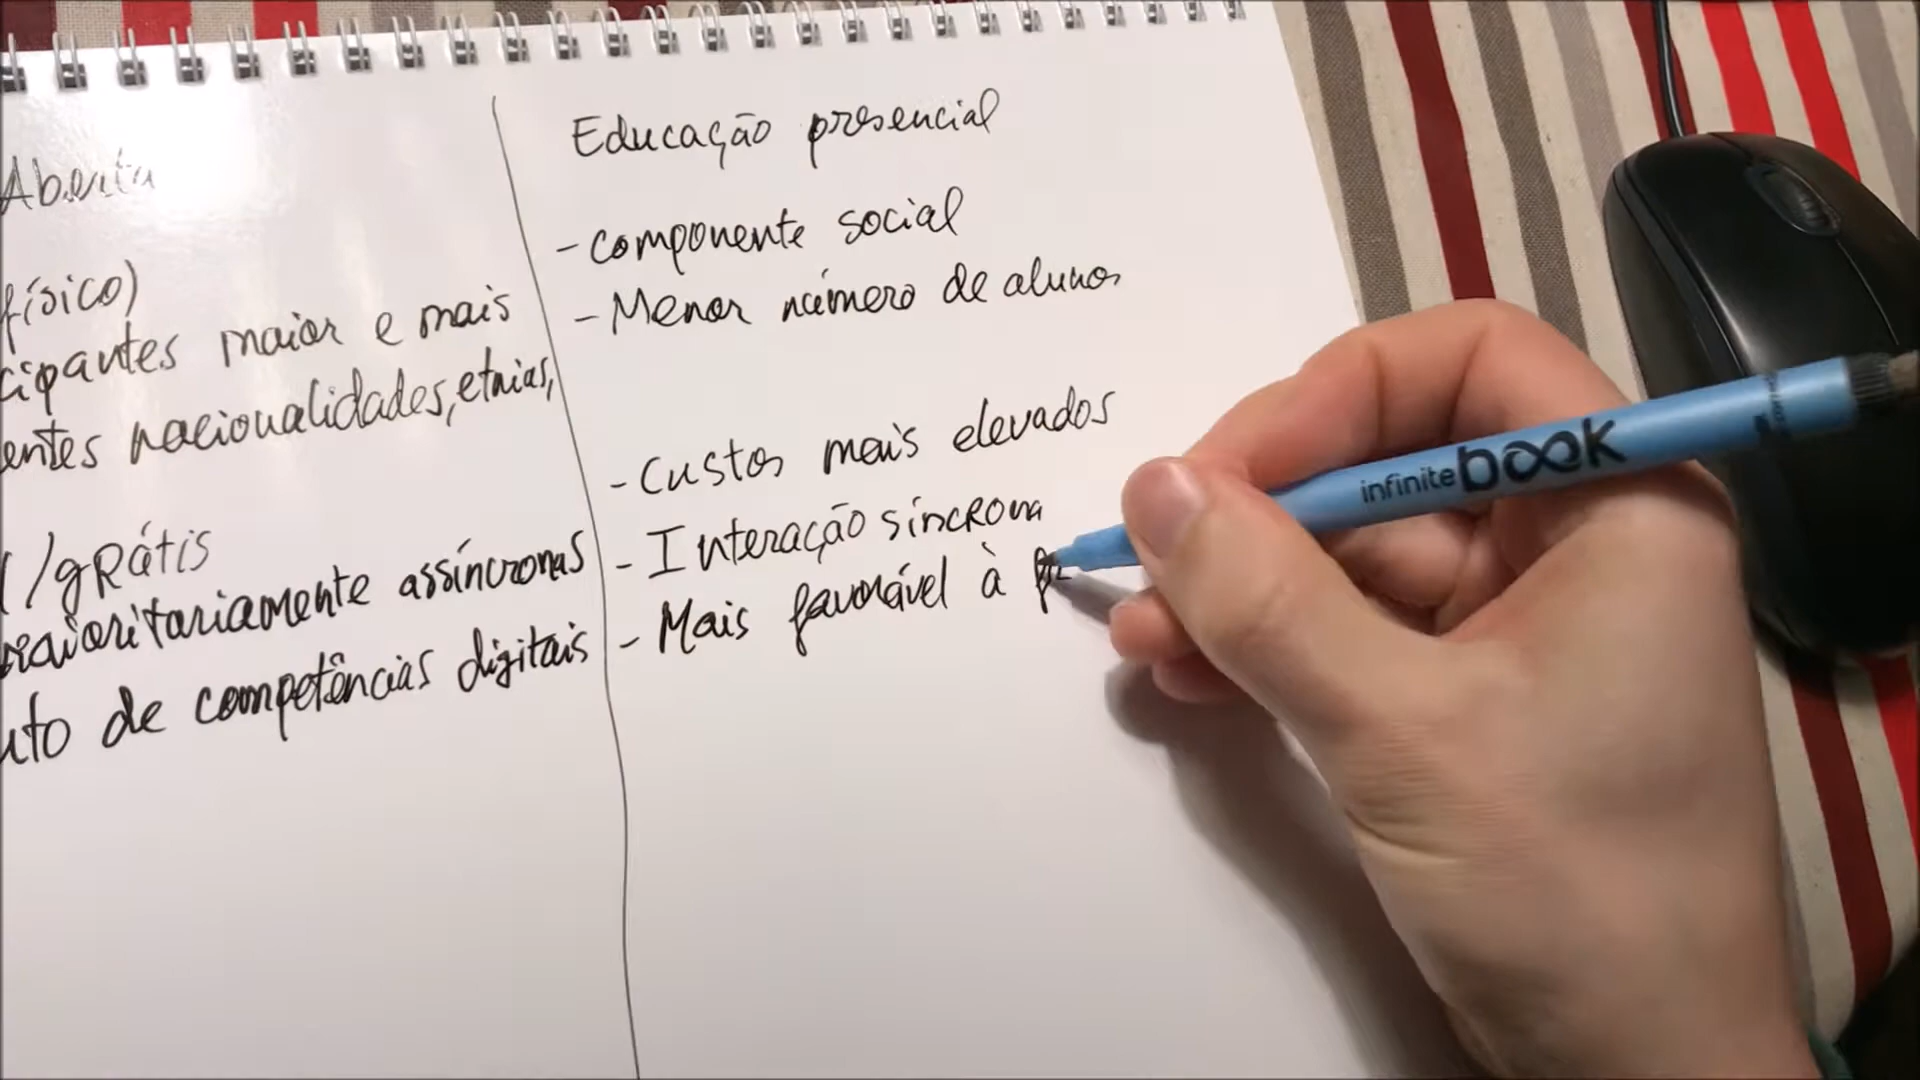 Aberta
físico)
cipantes maior e mais
entes nacionalidades, etnias,
/grátis
maioritariamente assíncronas
uto de competências digitais
Educação presencial
- componente social
- Menor número de alunos
- Custos mais elevados
- Interação síncrona
- Mais favorável à
infinite book